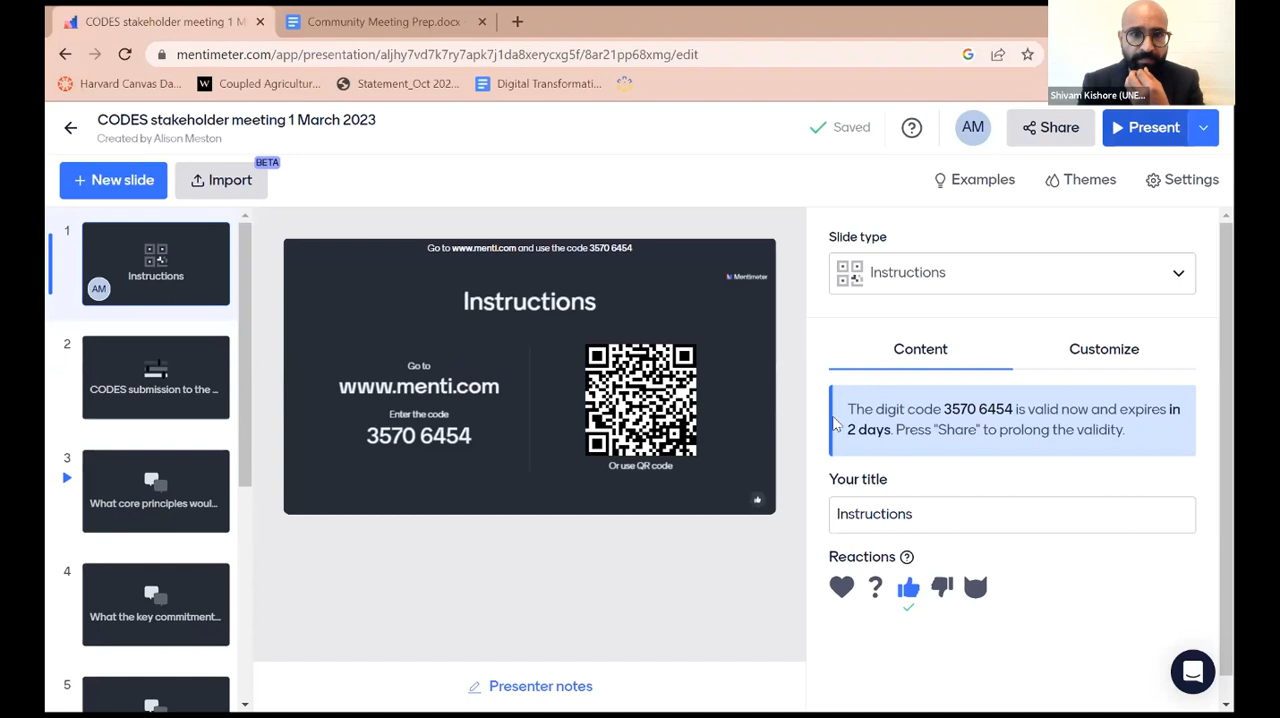 CODES stakeholder meeting 1 M
Community Meeting Prep.docx
mentimeter.com/app/presentation/aljhy7vd7k7ry7apk7j1da8xerycxg5f/8ar21pp68xmg/edit
Harvard Canvas Da...
Coupled Agricultur...
Statement_Oct 202...
Digital Transformati...
Shivam Kishore (UNE...
CODES stakeholder meeting 1 March 2023
Created by Alison Meston
Saved
AM
Share
Present
New slide
Import
BETA
Examples
Themes
Settings
1
Instructions
AM
2
CODES submission to the ...
3
What core principles woul...
4
What the key commitment...
5
Go to www.menti.com and use the code 3570 6454
Mentimeter
Instructions
Go to
www.menti.com
Enter the code
3570 6454
Or use QR code
Presenter notes
Slide type
Instructions
Content
Customize
The digit code 3570 6454 is valid now and expires in
2 days. Press "Share" to prolong the validity.
Your title
Instructions
Reactions